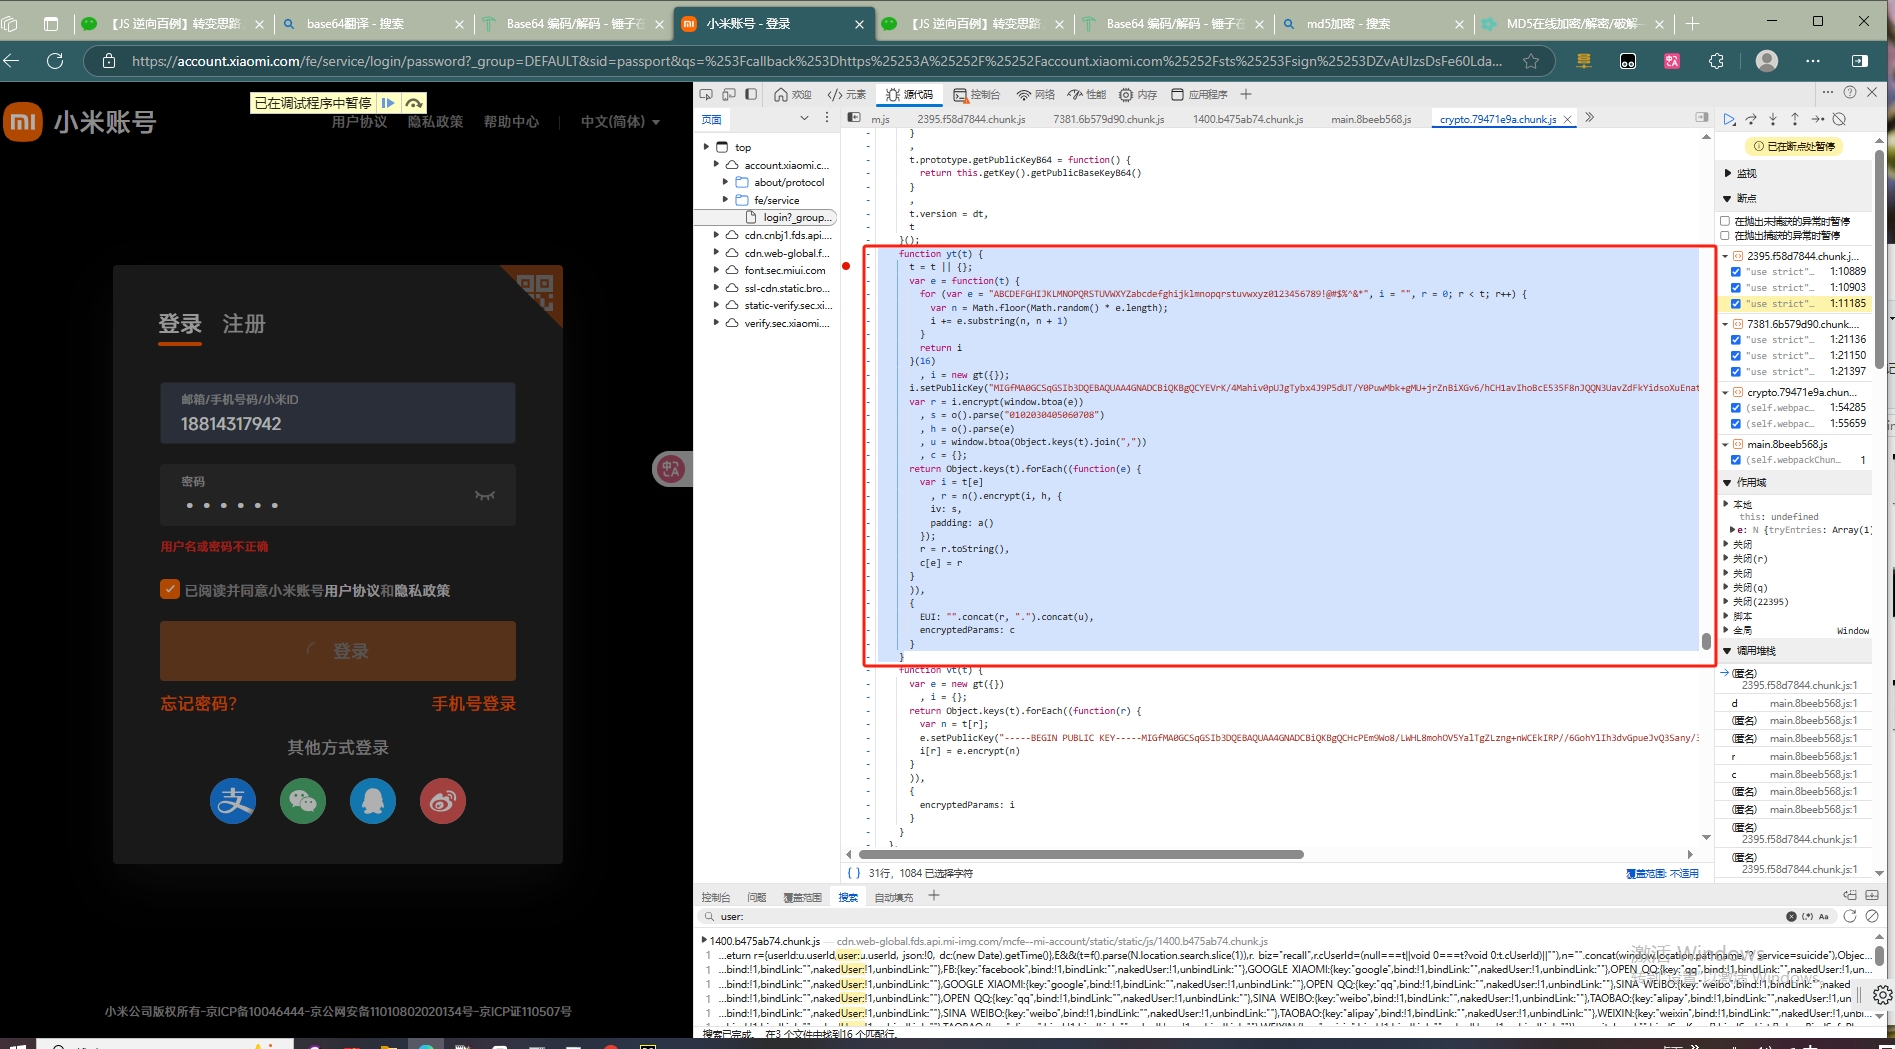 【JS 逆向百例】转变思路
base64翻译 - 搜索
Base64 编码/解码 - 锤子在
小米账号 - 登录
【JS 逆向百例】转变思路
Base64 编码/解码 - 锤子在
md5加密 - 搜索
MD5在线加密/解密/破解
https://account.xiaomi.com/fe/service/login/password?_group=DEFAULT&sid=passport&qs=%253Fcallback%253Dhttps%25253A%25252F%25252Faccount.xiaomi.com%25252Fsts%25253Fsign%25253DZvAtJIzsDsFe60Lda...
已在调试程序中暂停
小米账号
用户协议 隐私政策 帮助中心 中文(简体)
登录 注册
邮箱/手机号码/小米ID
18814317942
密码
用户名或密码不正确
已阅读并同意小米账号用户协议和隐私政策
登录
忘记密码?
手机号登录
其他方式登录
小米公司版权所有-京ICP备10046444-京公网安备11010802020134号-京ICP证110507号
欢迎 元素 源代码 控制台 网络 性能 内存 应用程序
页面
m.js 2395.f58d7844.chunk.js 7381.6b579d90.chunk.js 1400.b475ab74.chunk.js main.8beeb568.js crypto.79471e9a.chunk.js
top
account.xiaomi.c...
about/protocol
fe/service
login?_group...
cdn.cnbj1.fds.api....
cdn.web-global.f...
font.sec.miui.com
ssl-cdn.static.bro...
static-verify.sec.xi...
verify.sec.xiaomi....
}
,
t.prototype.getPublicKeyB64 = function() {
return this.getKey().getPublicBaseKeyB64()
}
,
t.version = dt,
t
}();
function yt(t) {
t = t || {};
var e = function(t) {
for (var e = "ABCDEFGHIJKLMNOPQRSTUVWXYZabcdefghijklmnopqrstuvwxyz0123456789!@#$%^&*", i = "", r = 0; r < t; r++) {
var n = Math.floor(Math.random() * e.length);
i += e.substring(n, n + 1)
}
return i
}(16)
, i = new gt({});
i.setPublicKey("MIGfMA0GCSqGSIb3DQEBAQUAA4GNADCBiQKBgQCYEVrK/4Mahiv0pUJgTybx4J9P5dUT/Y0PuwMbk+gMU+jrZnBiXGv6/hCH1avIhoBcE535F8nJQQN3UavZdFkYidsoXuEnat
var r = i.encrypt(window.btoa(e))
, s = o().parse("0102030405060708")
, h = o().parse(e)
, u = window.btoa(Object.keys(t).join(","))
, c = {};
return Object.keys(t).forEach((function(e) {
var i = t[e]
, r = n().encrypt(i, h, {
iv: s,
padding: a()
});
r = r.toString(),
c[e] = r
}
)),
{
EUI: "".concat(r, ".").concat(u),
encryptedParams: c
}
}
function vt(t) {
var e = new gt({})
, i = {};
return Object.keys(t).forEach((function(r) {
var n = t[r];
e.setPublicKey("-----BEGIN PUBLIC KEY-----MIGfMA0GCSqGSIb3DQEBAQUAA4GNADCBiQKBgQCHcPEm9Wo8/LWHL8mohOV5YalTgZLzng+nWCEkIRP//6GohYlIh3dvGpueJvQ3Sany/3
i[r] = e.encrypt(n)
}
)),
{
encryptedParams: i
}
}
},
{ } 31行，1084 已选择字符
覆盖范围: 不适用
已在断点处暂停
监视
断点
在抛出未捕获的异常时暂停
在抛出捕获的异常时暂停
2395.f58d7844.chunk.j...
"use strict"... 1:10889
"use strict"... 1:10903
"use strict"... 1:11185
7381.6b579d90.chunk....
"use strict"... 1:21136
"use strict"... 1:21150
"use strict"... 1:21397
crypto.79471e9a.chun...
(self.webpac... 1:54285
(self.webpac... 1:55659
main.8beeb568.js
(self.webpackChun... 1
作用域
本地
this: undefined
e: N {tryEntries: Array(1)
关闭
关闭(r)
关闭
关闭(q)
关闭(22395)
脚本
全局 Window
调用堆栈
(匿名)
2395.f58d7844.chunk.js:1
d main.8beeb568.js:1
(匿名) main.8beeb568.js:1
(匿名) main.8beeb568.js:1
r main.8beeb568.js:1
c main.8beeb568.js:1
(匿名) main.8beeb568.js:1
(匿名) main.8beeb568.js:1
(匿名)
2395.f58d7844.chunk.js:1
(匿名)
2395.f58d7844.chunk.js:1
控制台 问题 覆盖范围 搜索 自动填充
user:
1400.b475ab74.chunk.js — cdn.web-global.fds.api.mi-img.com/mcfe--mi-account/static/static/js/1400.b475ab74.chunk.js
1 ...eturn r={userId:u.userId,user:u.userId, json:!0, dc:(new Date).getTime()},E&&(t=f().parse(N.location.search.slice(1)),r. biz="recall",r.cUserId=(null===t||void 0===t?void 0:t.cUserId)||""),n="".concat(window.location.pathname,"? service=suicide"),Objec...
1 ...bind:!1,bindLink:"",nakedUser:!1,unbindLink:""},FB:{key:"facebook",bind:!1,bindLink:"",nakedUser:!1,unbindLink:""},GOOGLE XIAOMI:{key:"google",bind:!1,bindLink:"",nakedUser:!1,unbindLink:""},OPEN QQ:{key:"qq",bind:!1,bindLink:"",nakedUser:!1,un...
1 ...bind:!1,bindLink:"",nakedUser:!1,unbindLink:""},GOOGLE XIAOMI:{key:"google",bind:!1,bindLink:"",nakedUser:!1,unbindLink:""},OPEN QQ:{key:"qq",bind:!1,bindLink:"",nakedUser:!1,unbindLink:""},SINA WEIBO:{key:"weibo",bind:!1,bindLink:"",naked
1 ...bind:!1,bindLink:"",nakedUser:!1,unbindLink:""},OPEN QQ:{key:"qq",bind:!1,bindLink:"",nakedUser:!1,unbindLink:""},SINA WEIBO:{key:"weibo",bind:!1,bindLink:"",nakedUser:!1,unbindLink:""},TAOBAO:{key:"alipay",bind:!1,bindLink:"",nakedUser:!1,un
1 ...bind:!1,bindLink:"",nakedUser:!1,unbindLink:""},SINA WEIBO:{key:"weibo",bind:!1,bindLink:"",nakedUser:!1,unbindLink:""},TAOBAO:{key:"alipay",bind:!1,bindLink:"",nakedUser:!1,unbindLink:""},WEIXIN:{key:"weixin",bind:!1,bindLink:"",nakedUser:!
搜索已完成。 在3 个文件中找到16 个匹配行。
激活 Windows